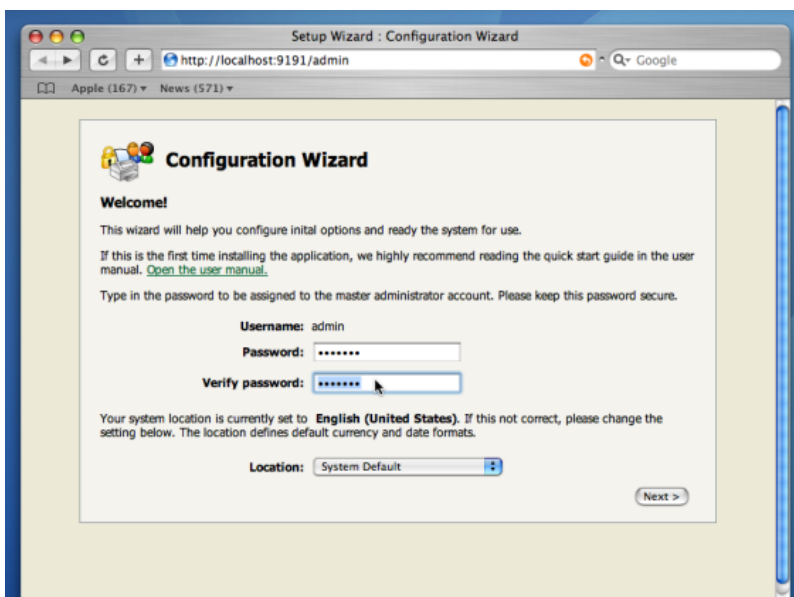 Setup Wizard : Configuration Wizard
http://localhost:9191/admin
Google
Apple (167) News (571)
Configuration Wizard
Welcome!
This wizard will help you configure inital options and ready the system for use.
If this is the first time installing the application, we highly recommend reading the quick start guide in the user
manual. Open the user manual.
Type in the password to be assigned to the master administrator account. Please keep this password secure.
Username: admin
Password: •••••••
Verify password: •••••••
Your system location is currently set to English (United States). If this not correct, please change the
setting below. The location defines default currency and date formats.
Location: System Default
Next >